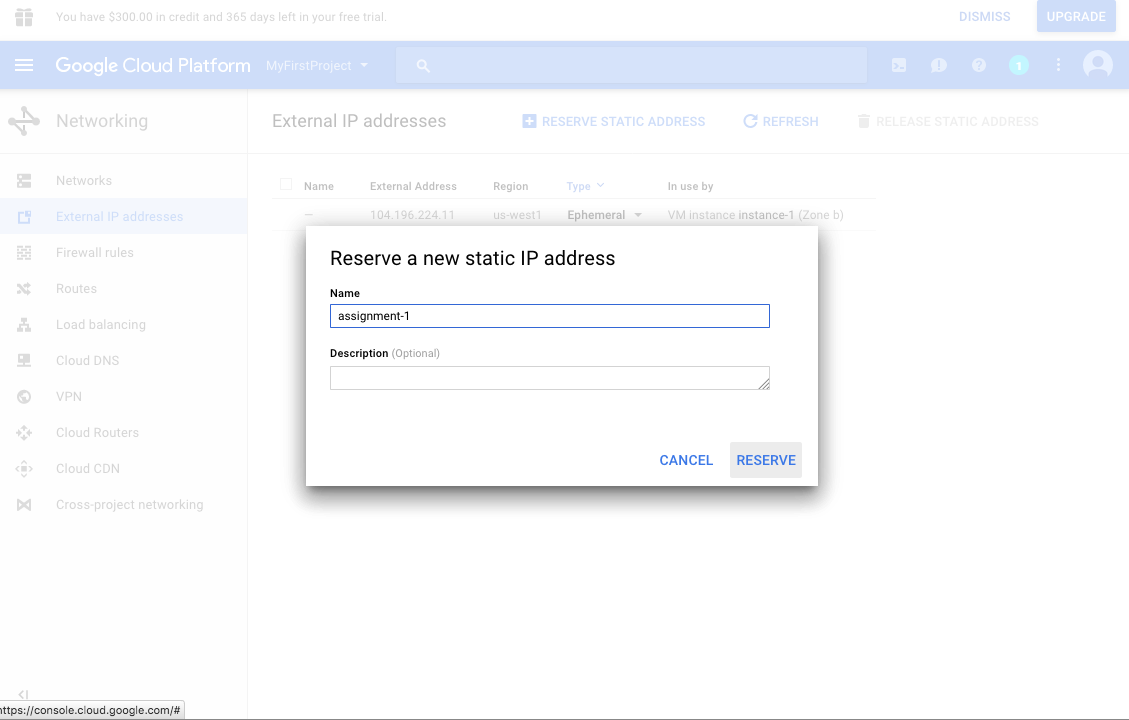 You have $300.00 in credit and 365 days left in your free trial.
DISMISS
UPGRADE
Google Cloud Platform
MyFirstProject
1
Networking
External IP addresses
RESERVE STATIC ADDRESS
REFRESH
RELEASE STATIC ADDRESS
Networks
External IP addresses
Firewall rules
Routes
Load balancing
Cloud DNS
VPN
Cloud Routers
Cloud CDN
Cross-project networking
Name External Address Region Type In use by
— 104.196.224.11 us-west1 Ephemeral VM instance instance-1 (Zone b)
Reserve a new static IP address
Name
assignment-1
Description (Optional)
CANCEL
RESERVE
https://console.cloud.google.com/#